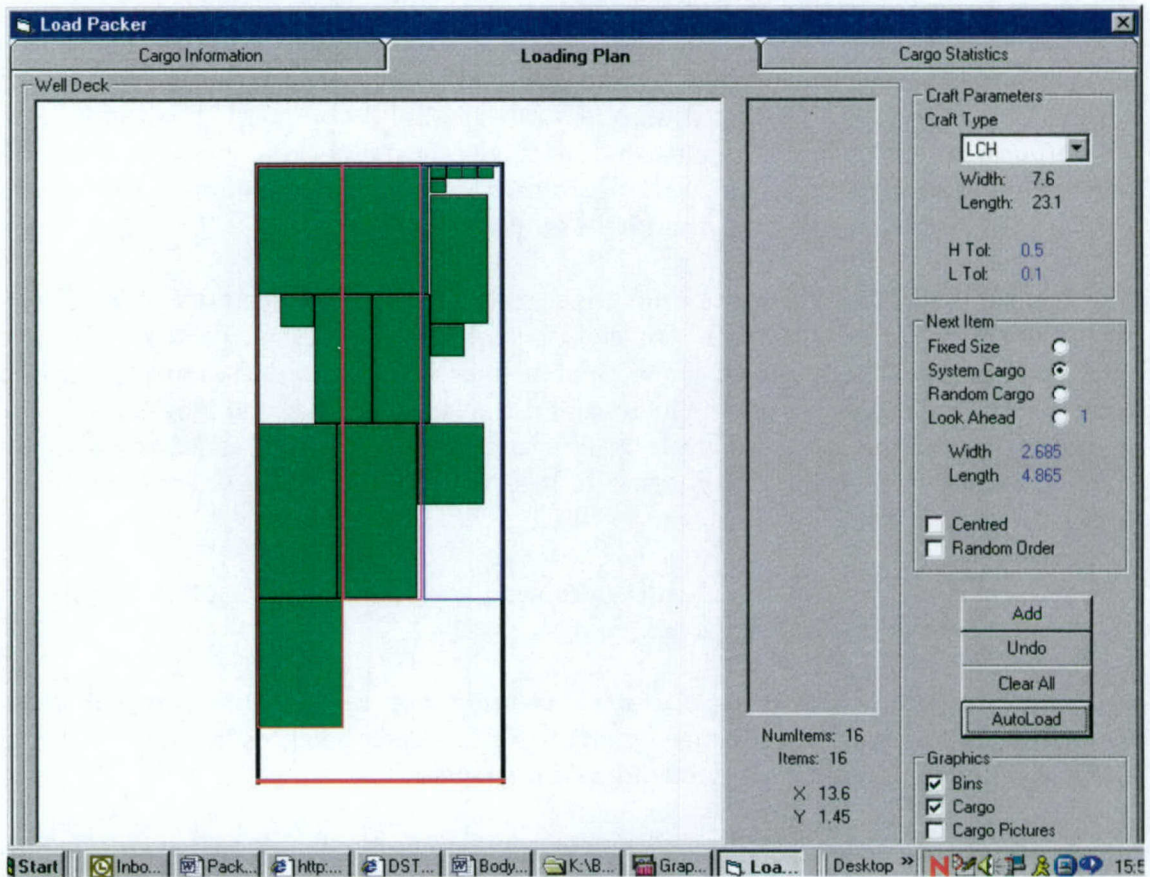 Load Packer
Cargo Information
Loading Plan
Cargo Statistics
Well Deck
Craft Parameters
Craft Type
LCH
Width: 7.6
Length: 23.1
H Tol: 0.5
L Tol: 0.1
Next Item
Fixed Size
System Cargo
Random Cargo
Look Ahead 1
Width 2.685
Length 4.865
Centred
Random Order
Add
Undo
Clear All
AutoLoad
NumItems: 16
Items: 16
X 13.6
Y 1.45
Graphics
Bins
Cargo
Cargo Pictures
Start Inbo... Pack... http:... DST... Body... K:\B... Grap... Loa... Desktop » 15:5